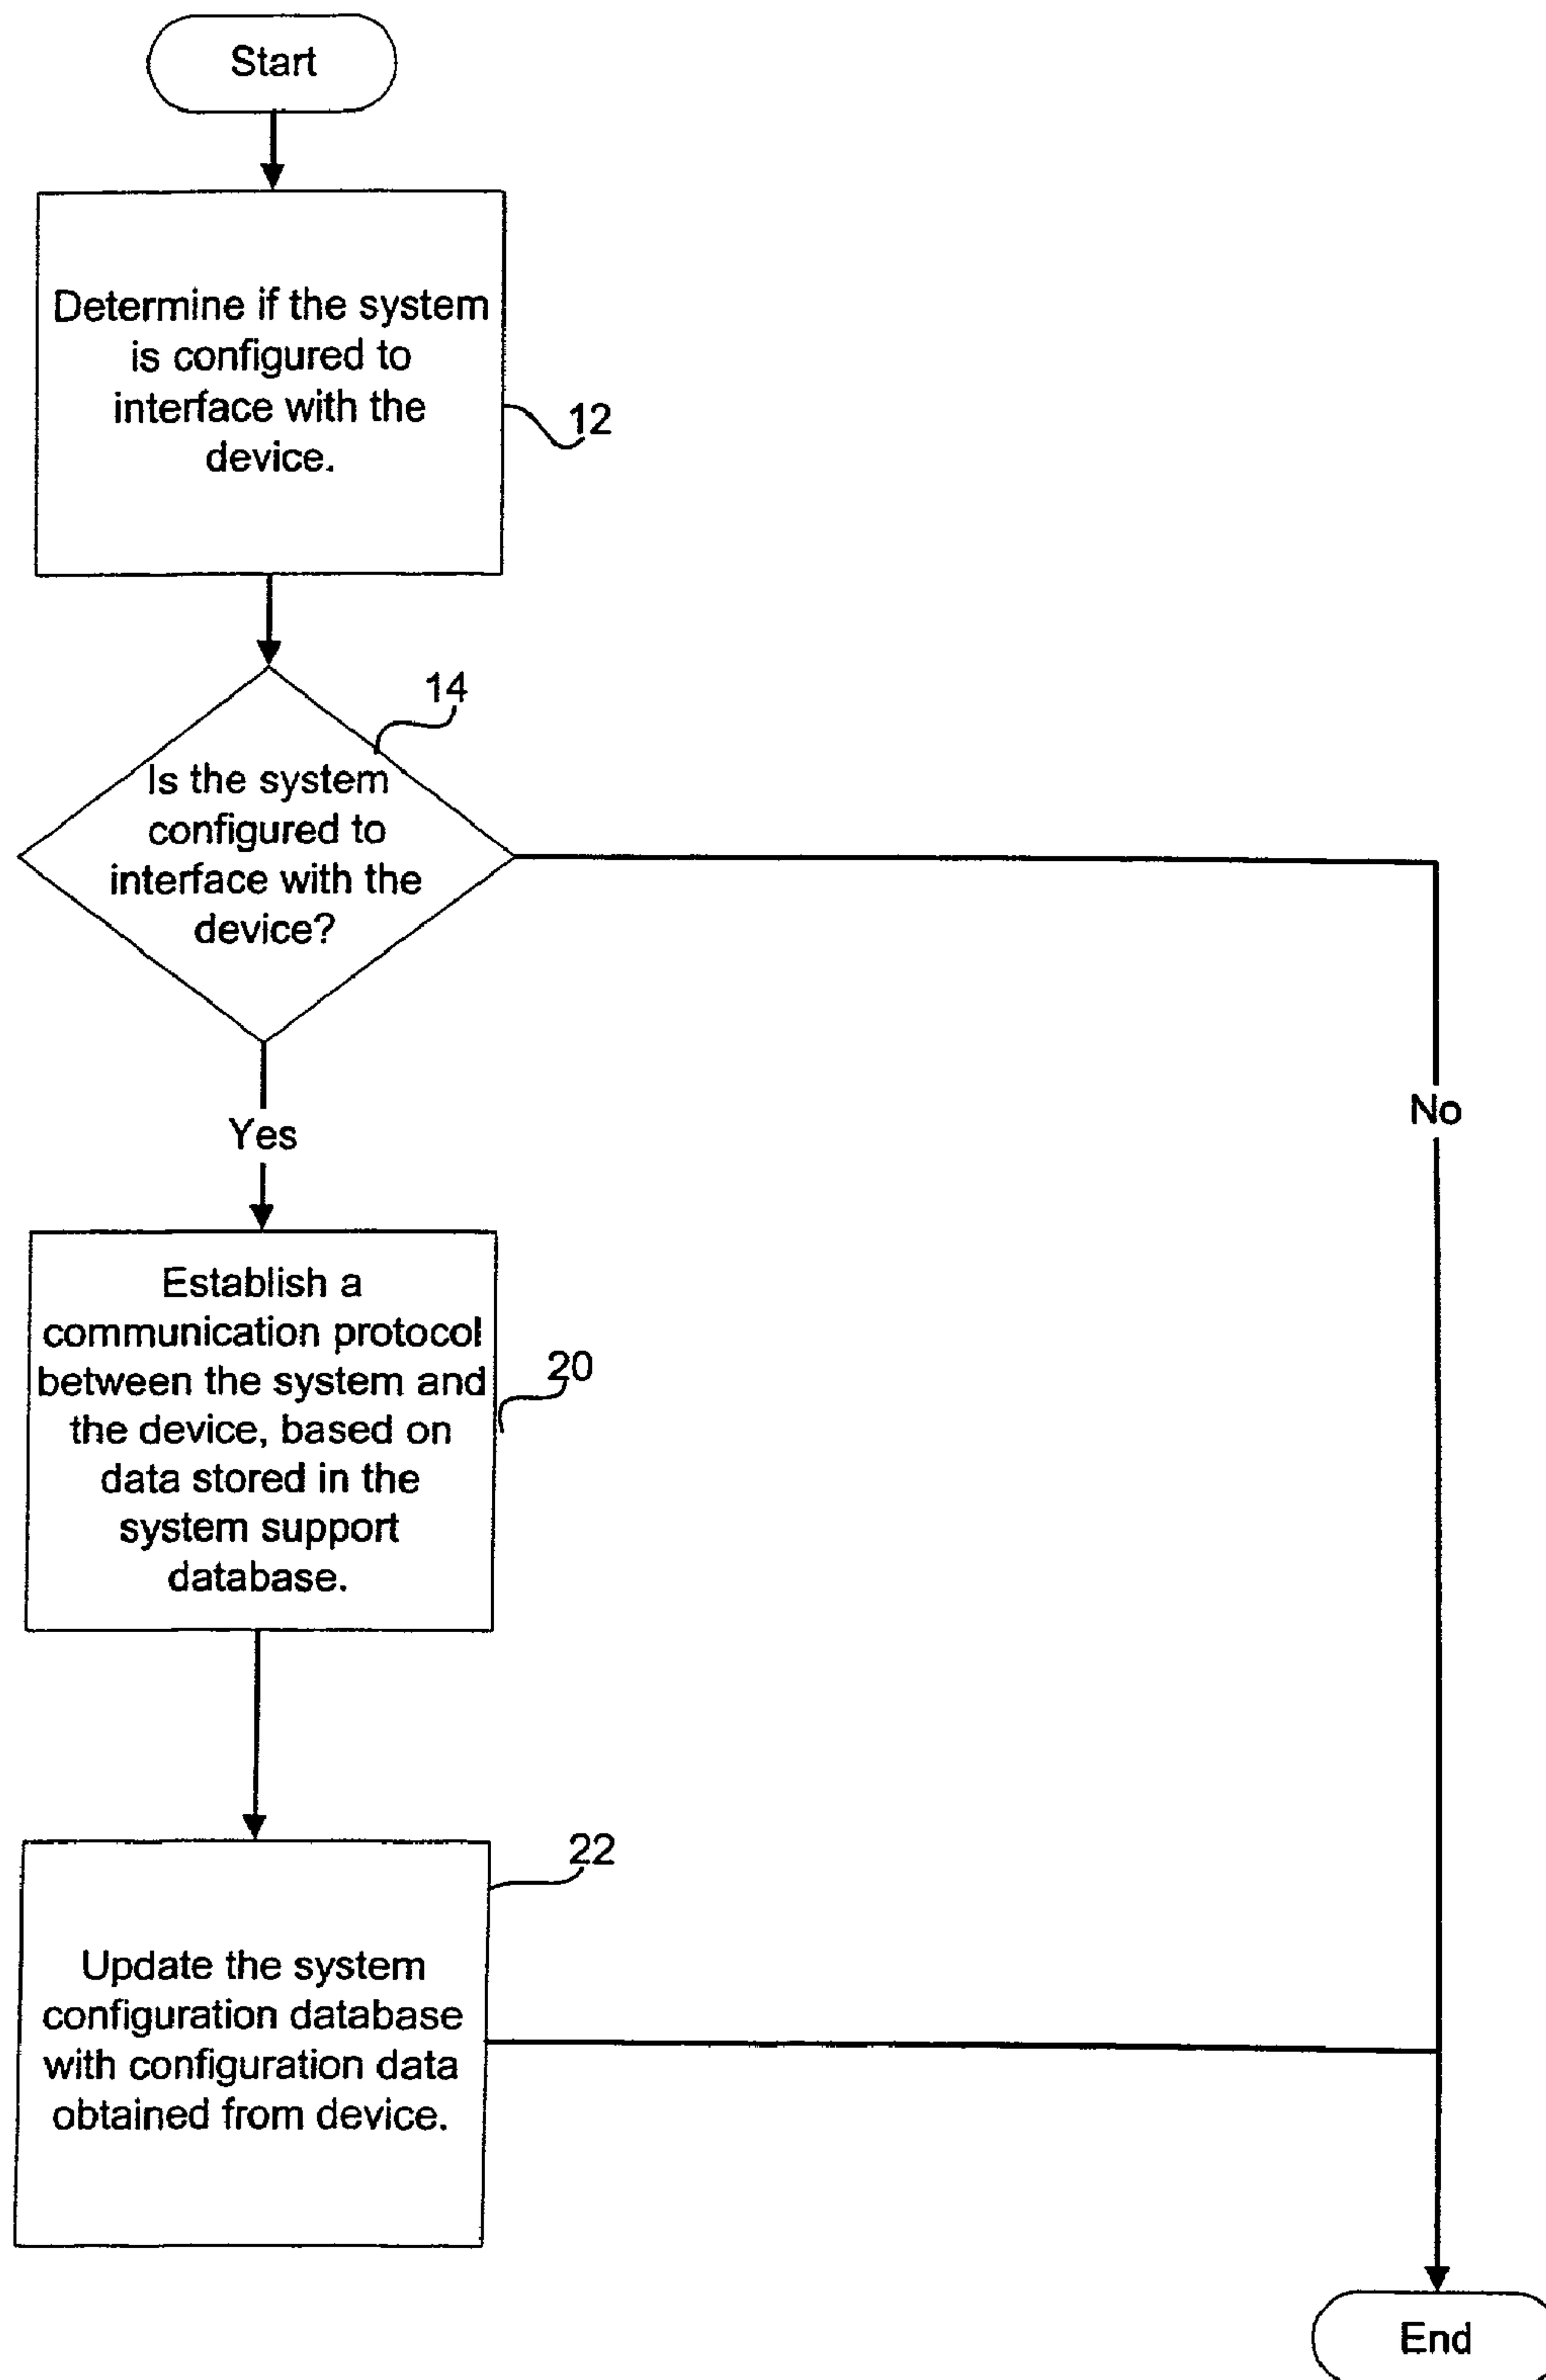 Start
Determine if the system
is configured to
interface with the
device.
12
14
Is the system
configured to
interface with the
device?
Yes
No
Establish a
communication protocol
between the system and
the device, based on
data stored in the
system support
database.
20
22
Update the system
configuration database
with configuration data
obtained from device.
End